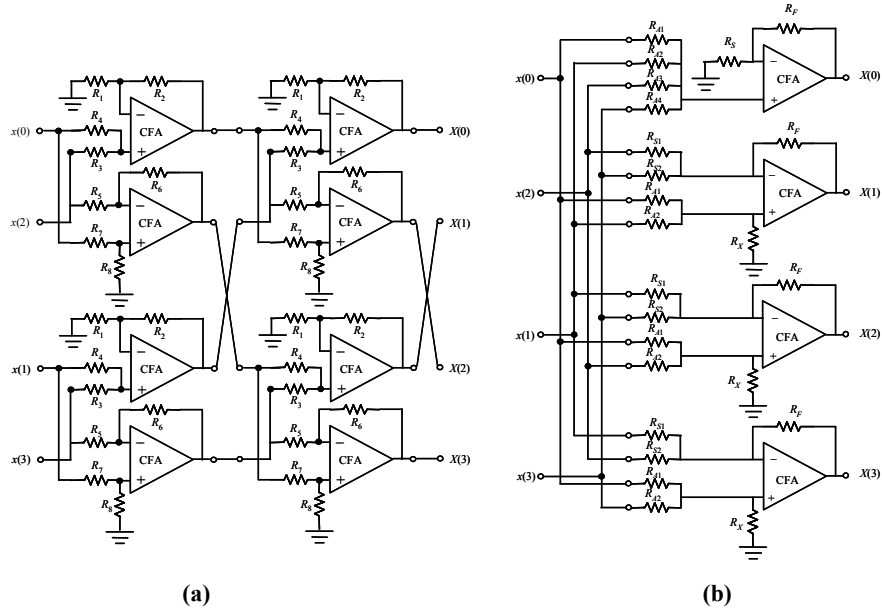 R1 R2
x(0) R4 CFA
R3
R6
x(2) R5 CFA
R7
R8
R1 R2
x(1) R4 CFA
R3
R6
x(3) R5 CFA
R7
R8
R1 R2
R4 CFA X(0)
R3
R6
R5 CFA X(1)
R7
R8
R1 R2
R4 CFA X(2)
R3
R6
R5 CFA X(3)
R7
R8
(a)
x(0)
x(2)
x(1)
x(3)
RA1
RA2
RA3
RA4
RS
RF
CFA X(0)
RS1
RS2
RA1
RA2
RF
CFA X(1)
RX
RS1
RS2
RA1
RA2
RF
CFA X(2)
RX
RS1
RS2
RA1
RA2
RF
CFA X(3)
RX
(b)